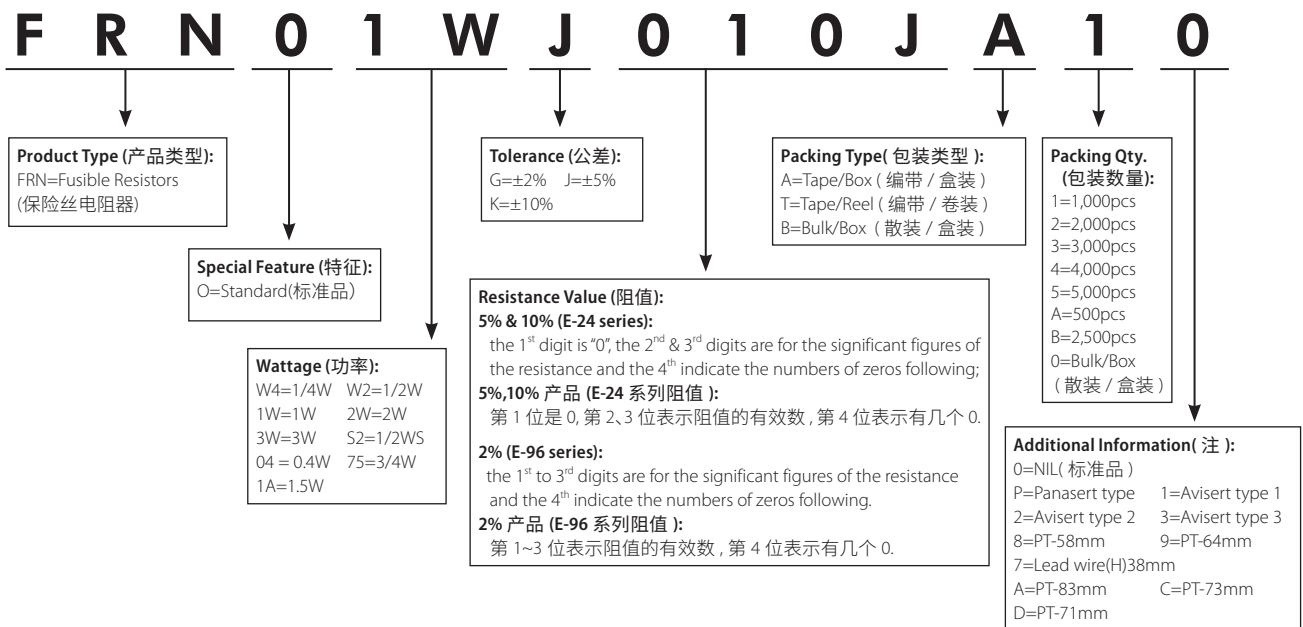 F R N 0 1 W J 0 1 0 J A 1 0
Product Type (产品类型):
FRN=Fusible Resistors
(保险丝电阻器)
Special Feature (特征):
O=Standard(标准品)
Wattage (功率):
W4=1/4W W2=1/2W
1W=1W 2W=2W
3W=3W S2=1/2WS
04 = 0.4W 75=3/4W
1A=1.5W
Tolerance (公差):
G=±2% J=±5%
K=±10%
Resistance Value (阻值):
5% & 10% (E-24 series):
the 1st digit is "0", the 2nd & 3rd digits are for the significant figures of
the resistance and the 4th indicate the numbers of zeros following;
5%,10% 产品 (E-24 系列阻值 ):
第 1 位是 0, 第 2、3 位表示阻值的有效数 , 第 4 位表示有几个 0.
2% (E-96 series):
the 1st to 3rd digits are for the significant figures of the resistance
and the 4th indicate the numbers of zeros following.
2% 产品 (E-96 系列阻值 ):
第 1~3 位表示阻值的有效数 , 第 4 位表示有几个 0.
Packing Type( 包装类型 ):
A=Tape/Box ( 编带 / 盒装 )
T=Tape/Reel ( 编带 / 卷装 )
B=Bulk/Box ( 散装 / 盒装 )
Packing Qty.
(包装数量):
1=1,000pcs
2=2,000pcs
3=3,000pcs
4=4,000pcs
5=5,000pcs
A=500pcs
B=2,500pcs
0=Bulk/Box
( 散装 / 盒装 )
Additional Information( 注 ):
0=NIL( 标准品 )
P=Panasert type 1=Avisert type 1
2=Avisert type 2 3=Avisert type 3
8=PT-58mm 9=PT-64mm
7=Lead wire(H)38mm
A=PT-83mm C=PT-73mm
D=PT-71mm